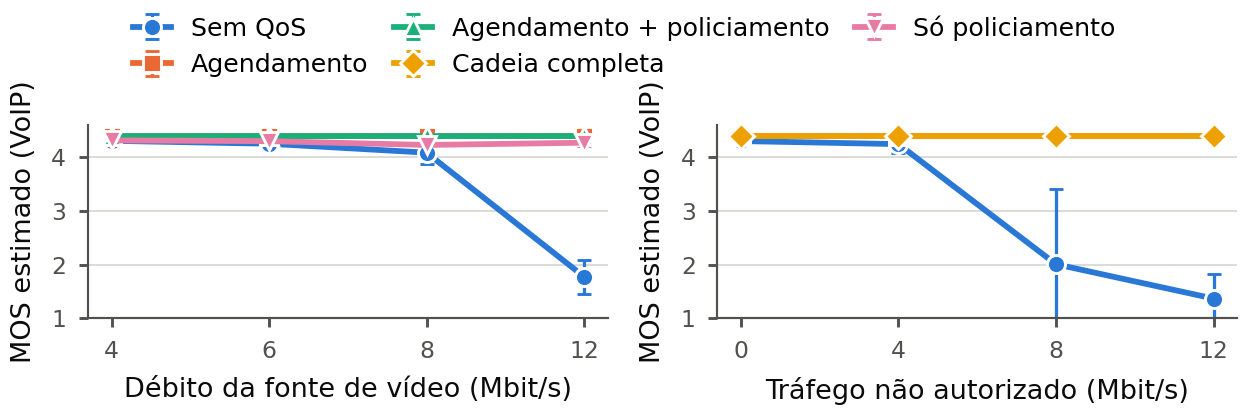 Sem QoS
Agendamento + policiamento
Só policiamento
Agendamento
Cadeia completa
MOS estimado (VoIP)
4
3
2
1
4
6
8
12
Débito da fonte de vídeo (Mbit/s)
MOS estimado (VoIP)
4
3
2
1
0
4
8
12
Tráfego não autorizado (Mbit/s)